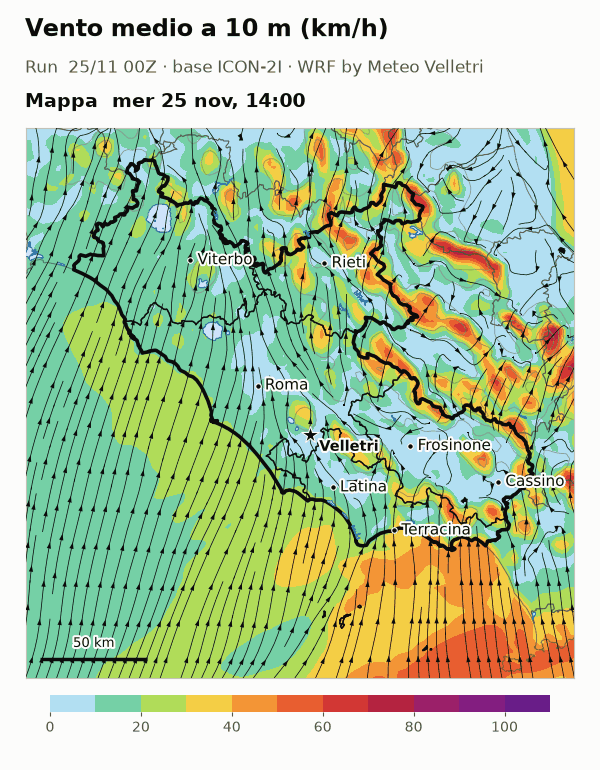 Vento medio a 10 m (km/h)
Run  25/11 00Z · base ICON-2I · WRF by Meteo Velletri
Mappa  mer 25 nov, 14:00
Viterbo
Rieti
Roma
Velletri
Frosinone
Latina
Cassino
Terracina
50 km
0 20 40 60 80 100